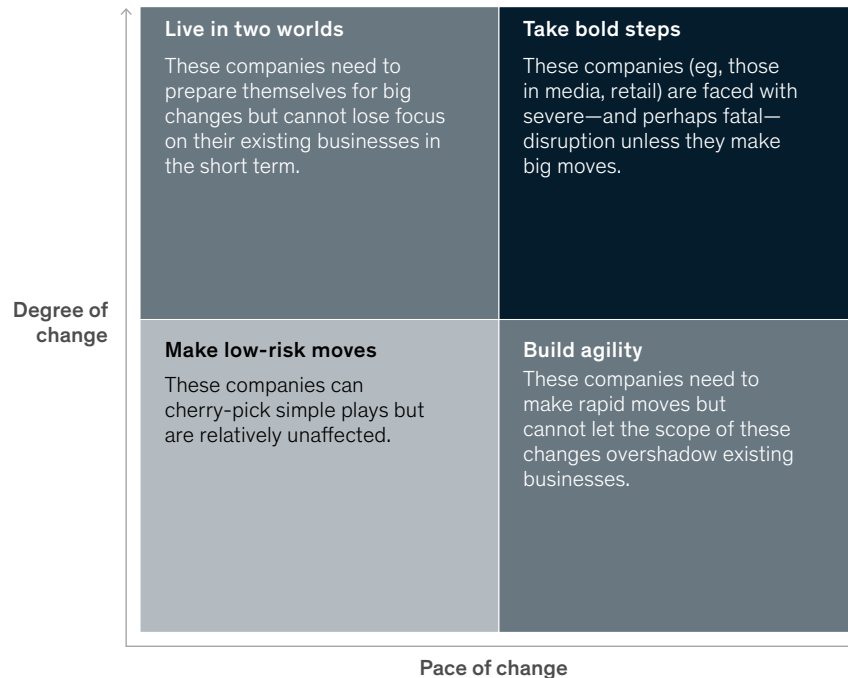 Live in two worlds
These companies need to
prepare themselves for big
changes but cannot lose focus
on their existing businesses in
the short term.
Take bold steps
These companies (eg, those
in media, retail) are faced with
severe—and perhaps fatal—
disruption unless they make
big moves.
Degree of
change
Make low-risk moves
These companies can
cherry-pick simple plays but
are relatively unaffected.
Build agility
These companies need to
make rapid moves but
cannot let the scope of these
changes overshadow existing
businesses.
Pace of change